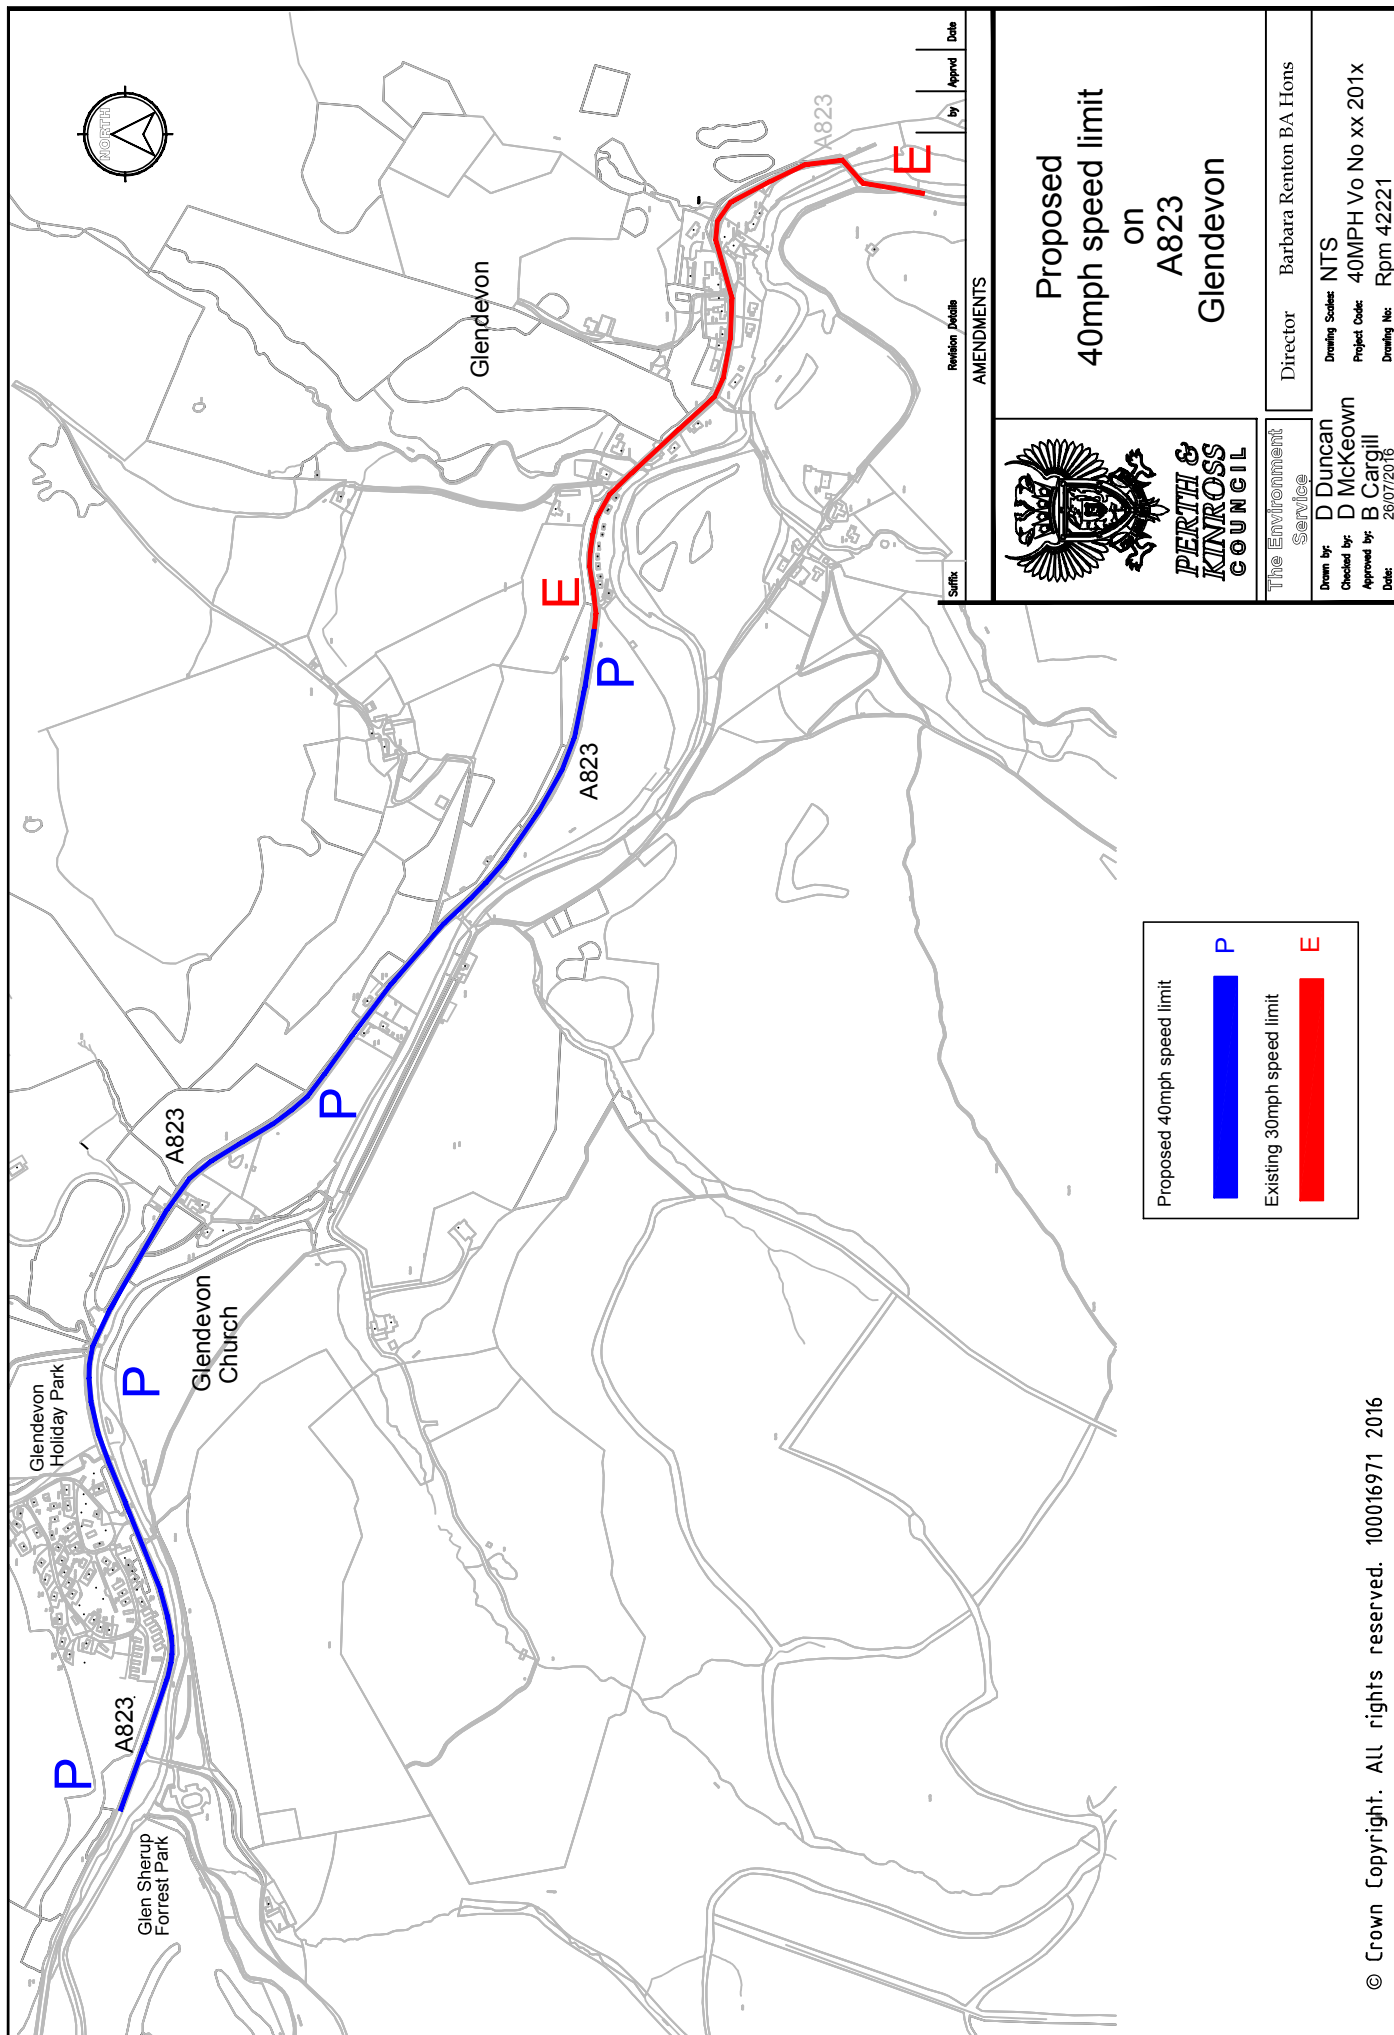 NORTH
Glendevon
A823
E
E
P
A823
P
A823
P
Glendevon
Church
Glendevon
Holiday Park
A823
P
Glen Sherup
Forrest Park
Proposed 40mph speed limit
P
Existing 30mph speed limit
E
Suffix Revision Details by Apprvd Date
AMENDMENTS
PERTH &
KINROSS
COUNCIL
Proposed
40mph speed limit
on
A823
Glendevon
The Environment
Service
Director Barbara Renton BA Hons
Drawn by: D Duncan
Checked by: D McKeown
Approved by: B Cargill
Date: 26/07/2016
Drawing Scales: NTS
Project Code: 40MPH Vo No xx 201x
Drawing No: Rpm 42221
© Crown Copyright. All rights reserved. 100016971 2016